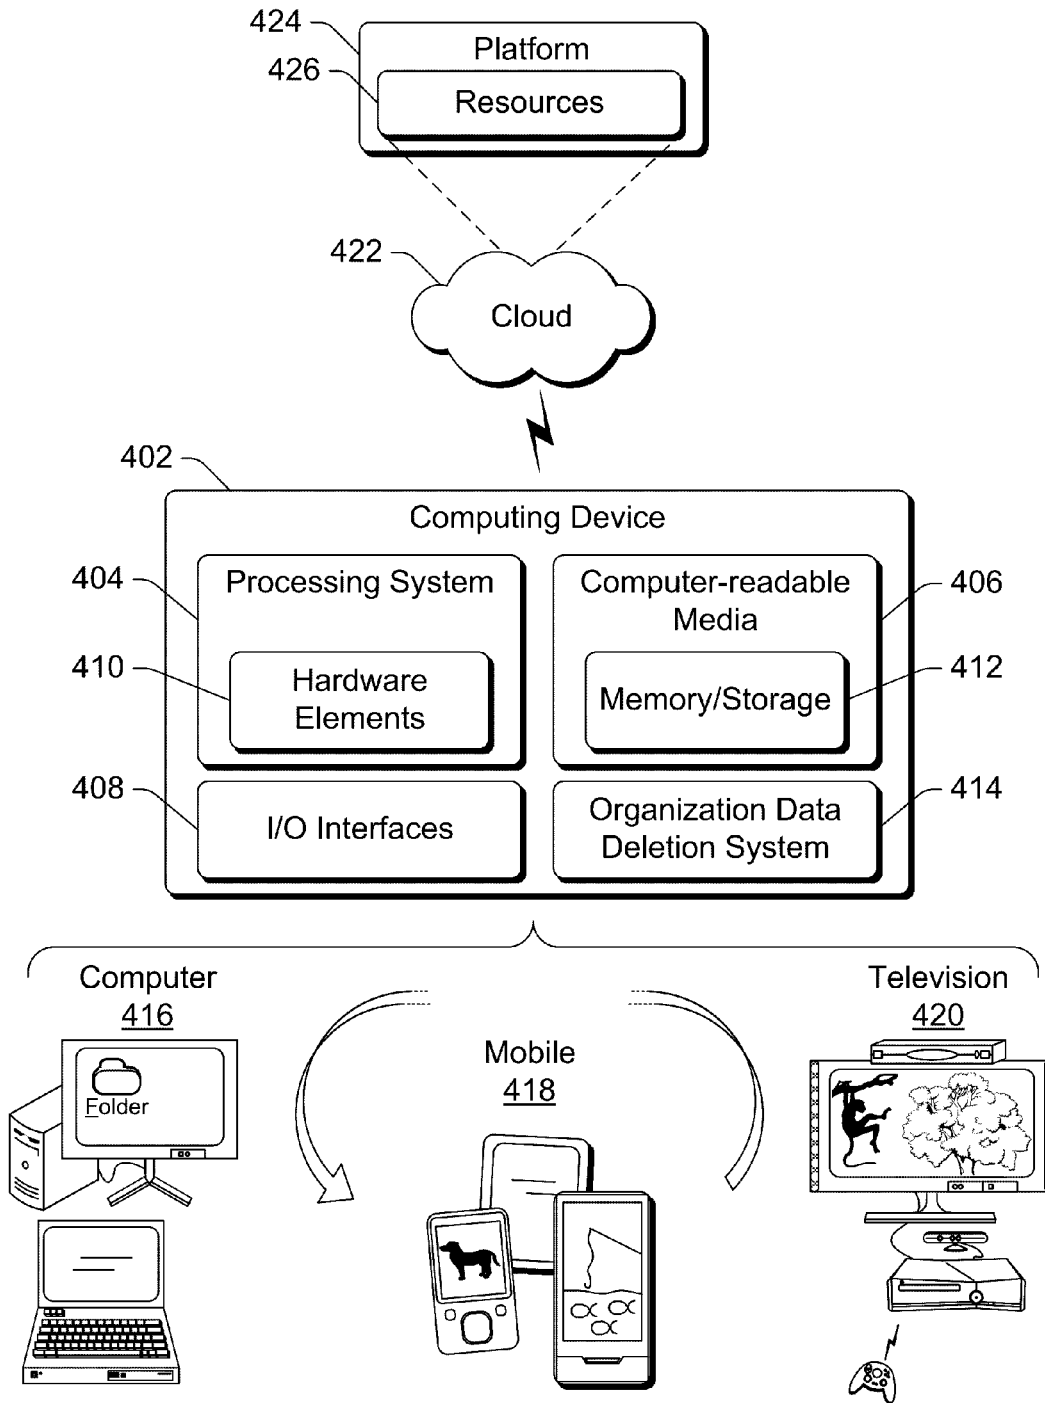 424
Platform
426
Resources
422
Cloud
402
Computing Device
404
Processing System
Computer-readable
Media
406
410
Hardware
Elements
Memory/Storage
412
408
I/O Interfaces
Organization Data
Deletion System
414
Computer
416
Folder
Mobile
418
Television
420